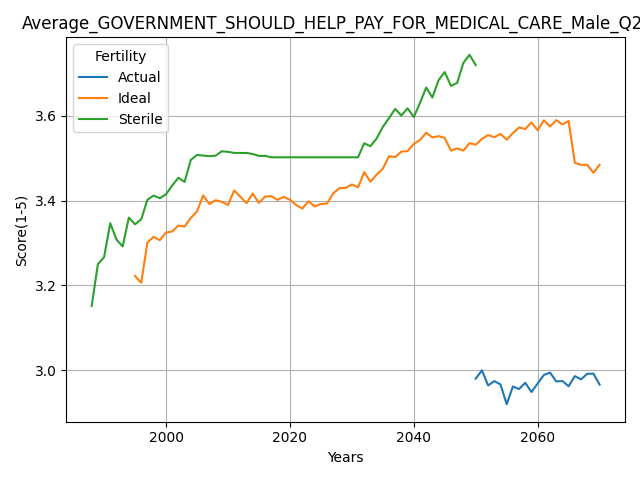 Average_GOVERNMENT_SHOULD_HELP_PAY_FOR_MEDICAL_CARE_Male_Q2
Fertility
Actual
Ideal
Sterile
Score(1-5)
3.6
3.4
3.2
3.0
2000
2020
2040
2060
Years